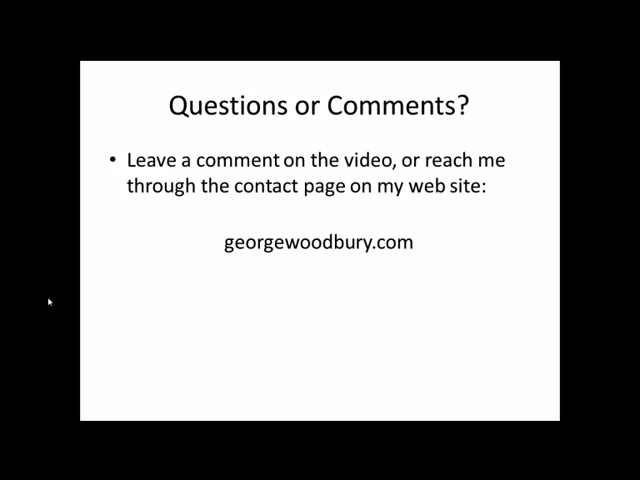 Questions or Comments?
• Leave a comment on the video, or reach me
through the contact page on my web site:
georgewoodbury.com